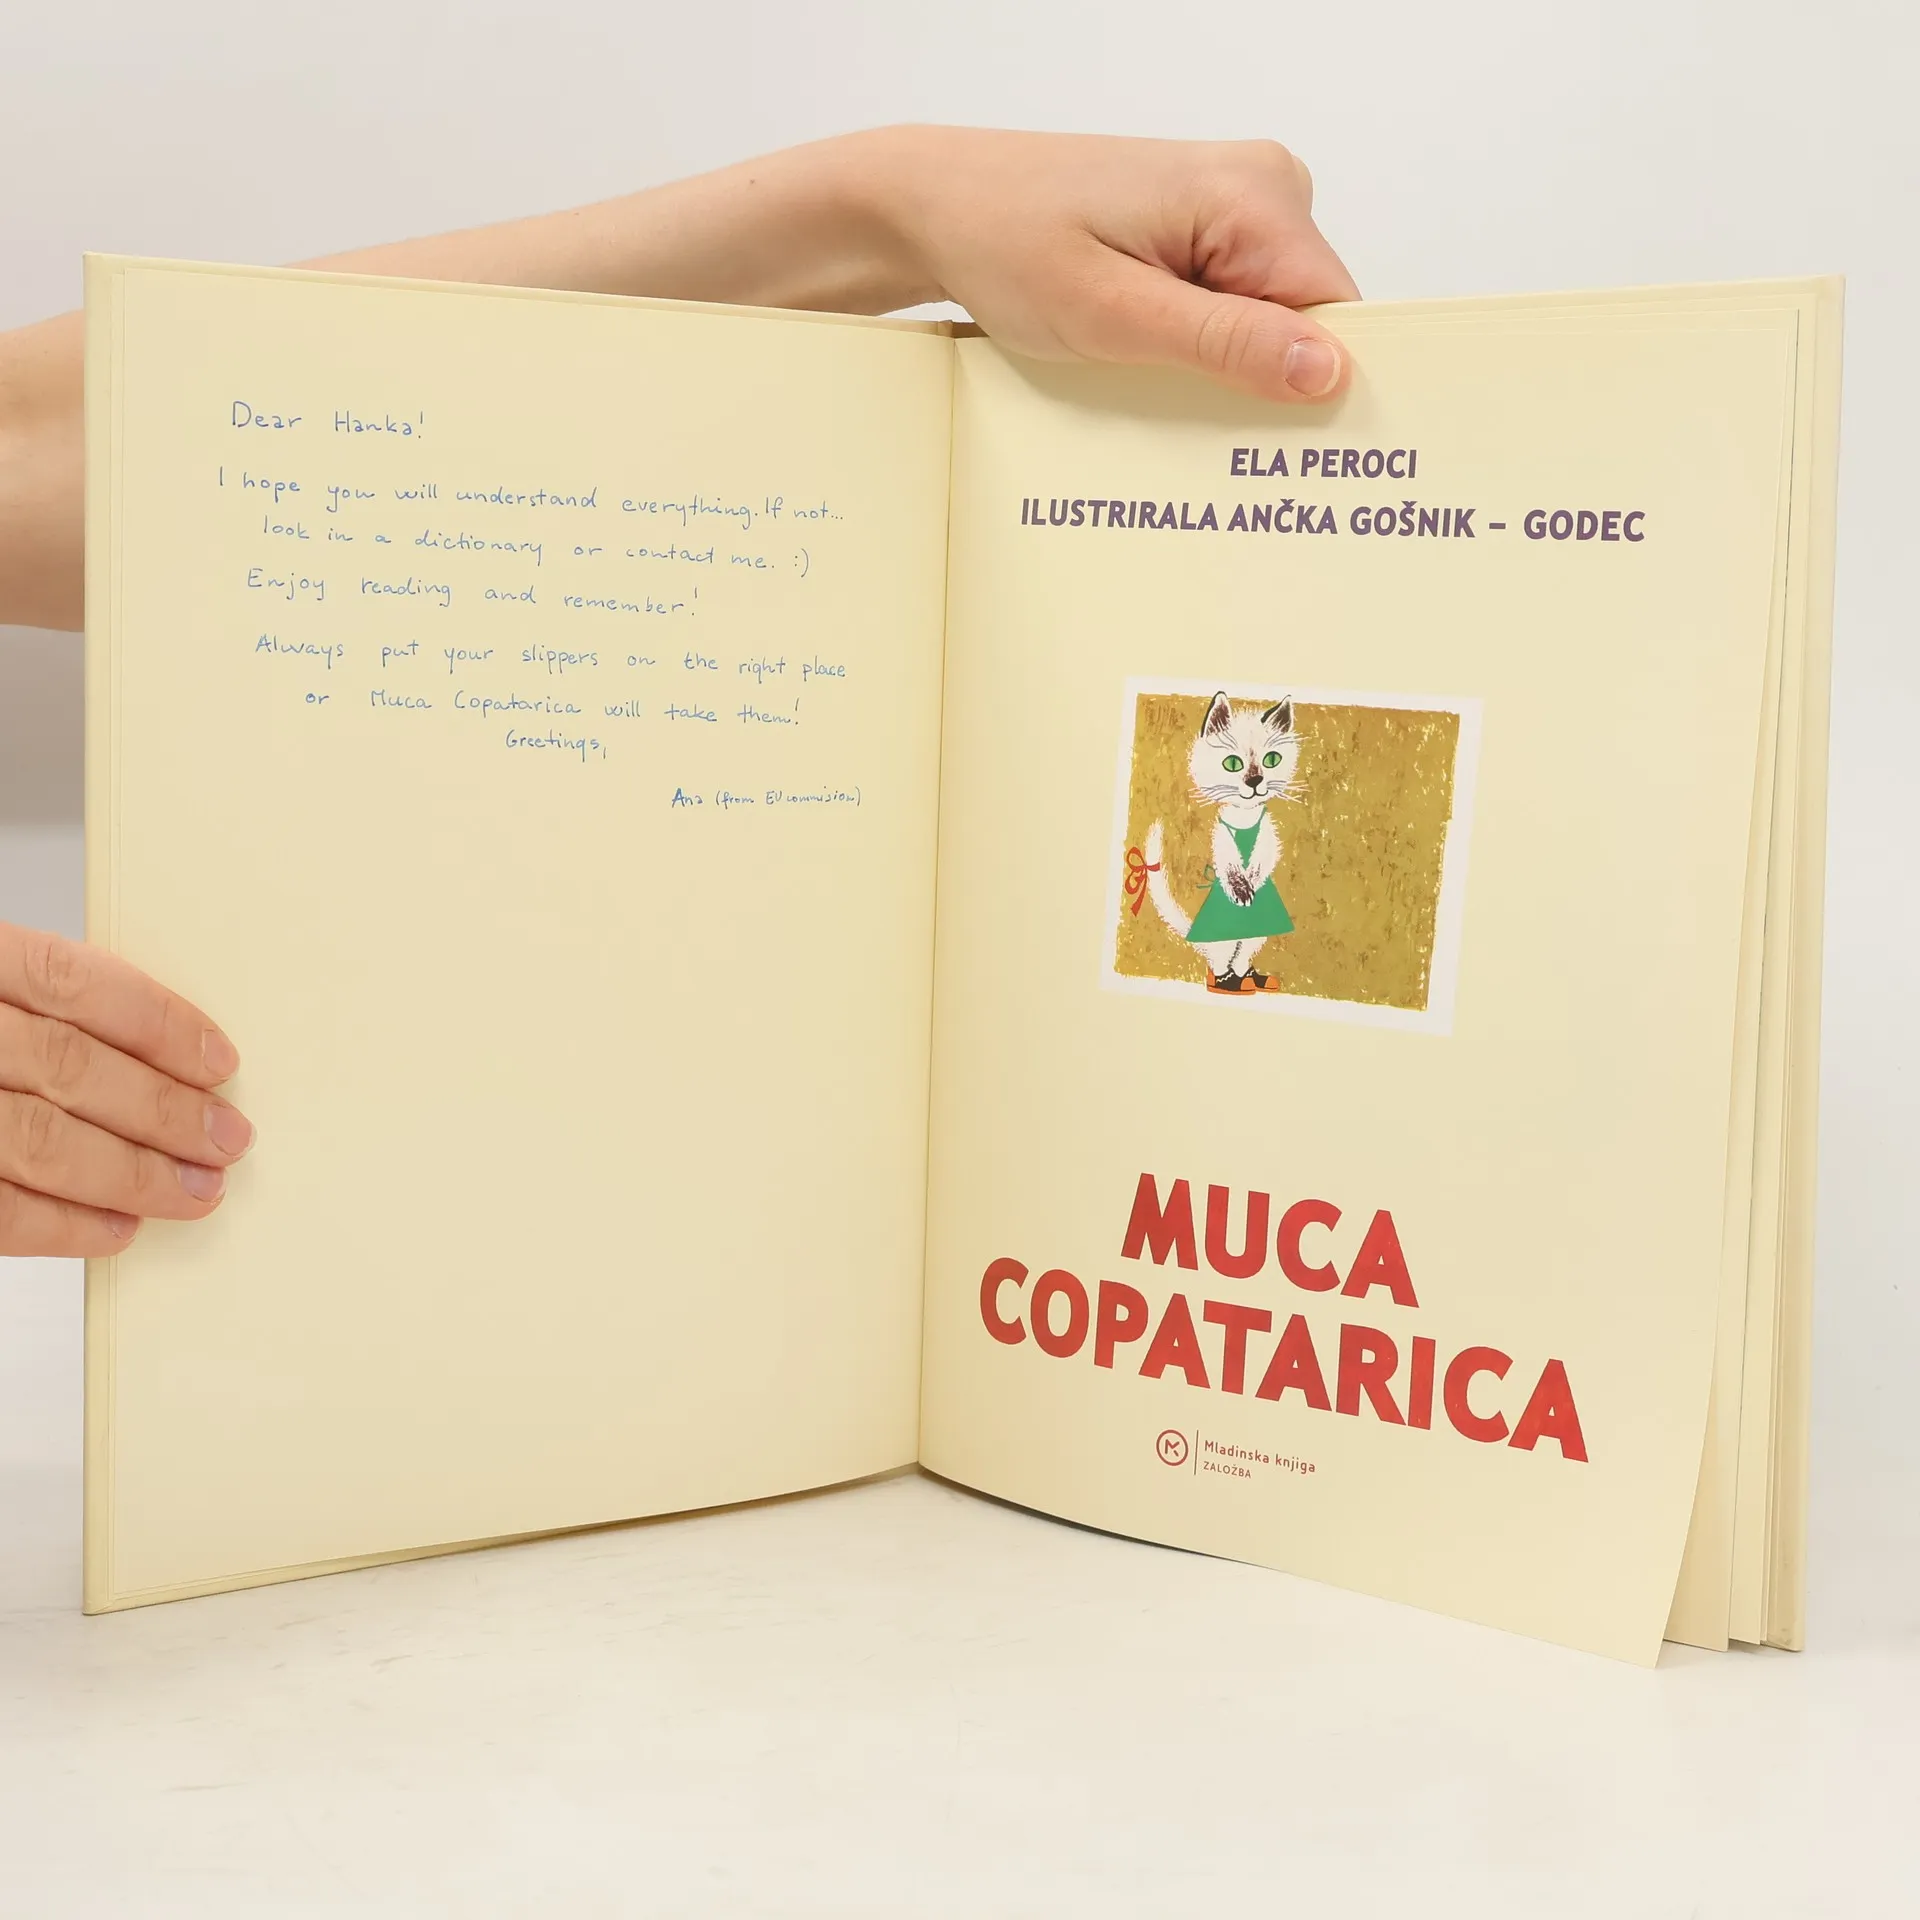 Dear Hanka!
I hope you will understand everything. If not...
look in a dictionary or contact me. :)
Enjoy reading and remember!
Always put your slippers on the right place
or Muca Copatarica will take them!
Greetings,
Ana (from EU commision)
ELA PEROCI
ILUSTRIRALA ANČKA GOŠNIK – GODEC
MUCA
COPATARICA
Mladinska knjiga
ZALOŽBA